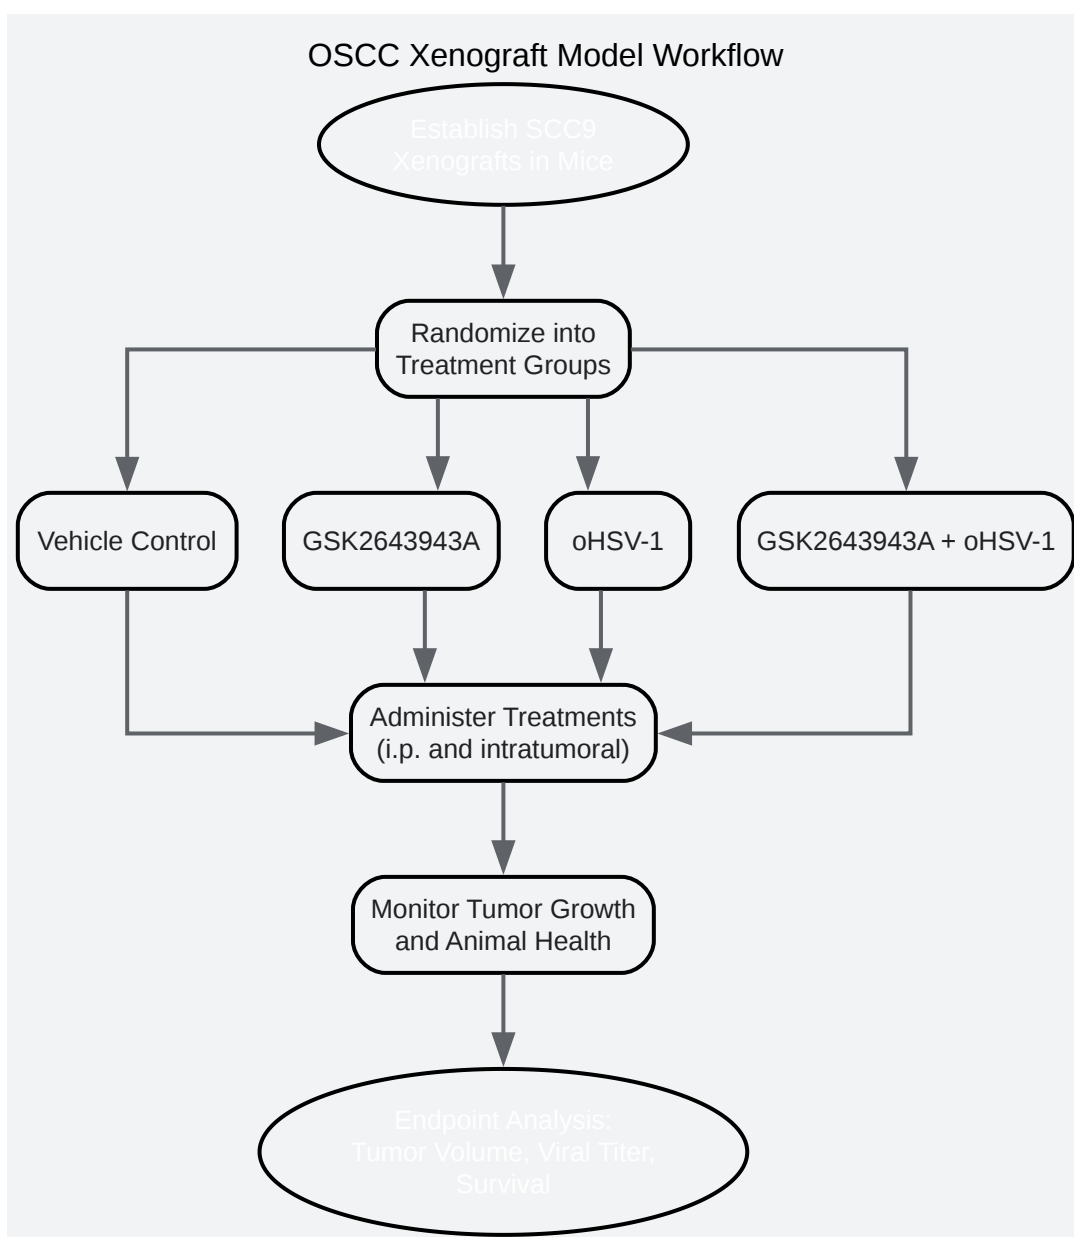 OSCC Xenograft Model Workflow
Establish SCC9
Xenografts in Mice
Randomize into
Treatment Groups
Vehicle Control
GSK2643943A
oHSV-1
GSK2643943A + oHSV-1
Administer Treatments
(i.p. and intratumoral)
Monitor Tumor Growth
and Animal Health
Endpoint Analysis:
Tumor Volume, Viral Titer,
Survival